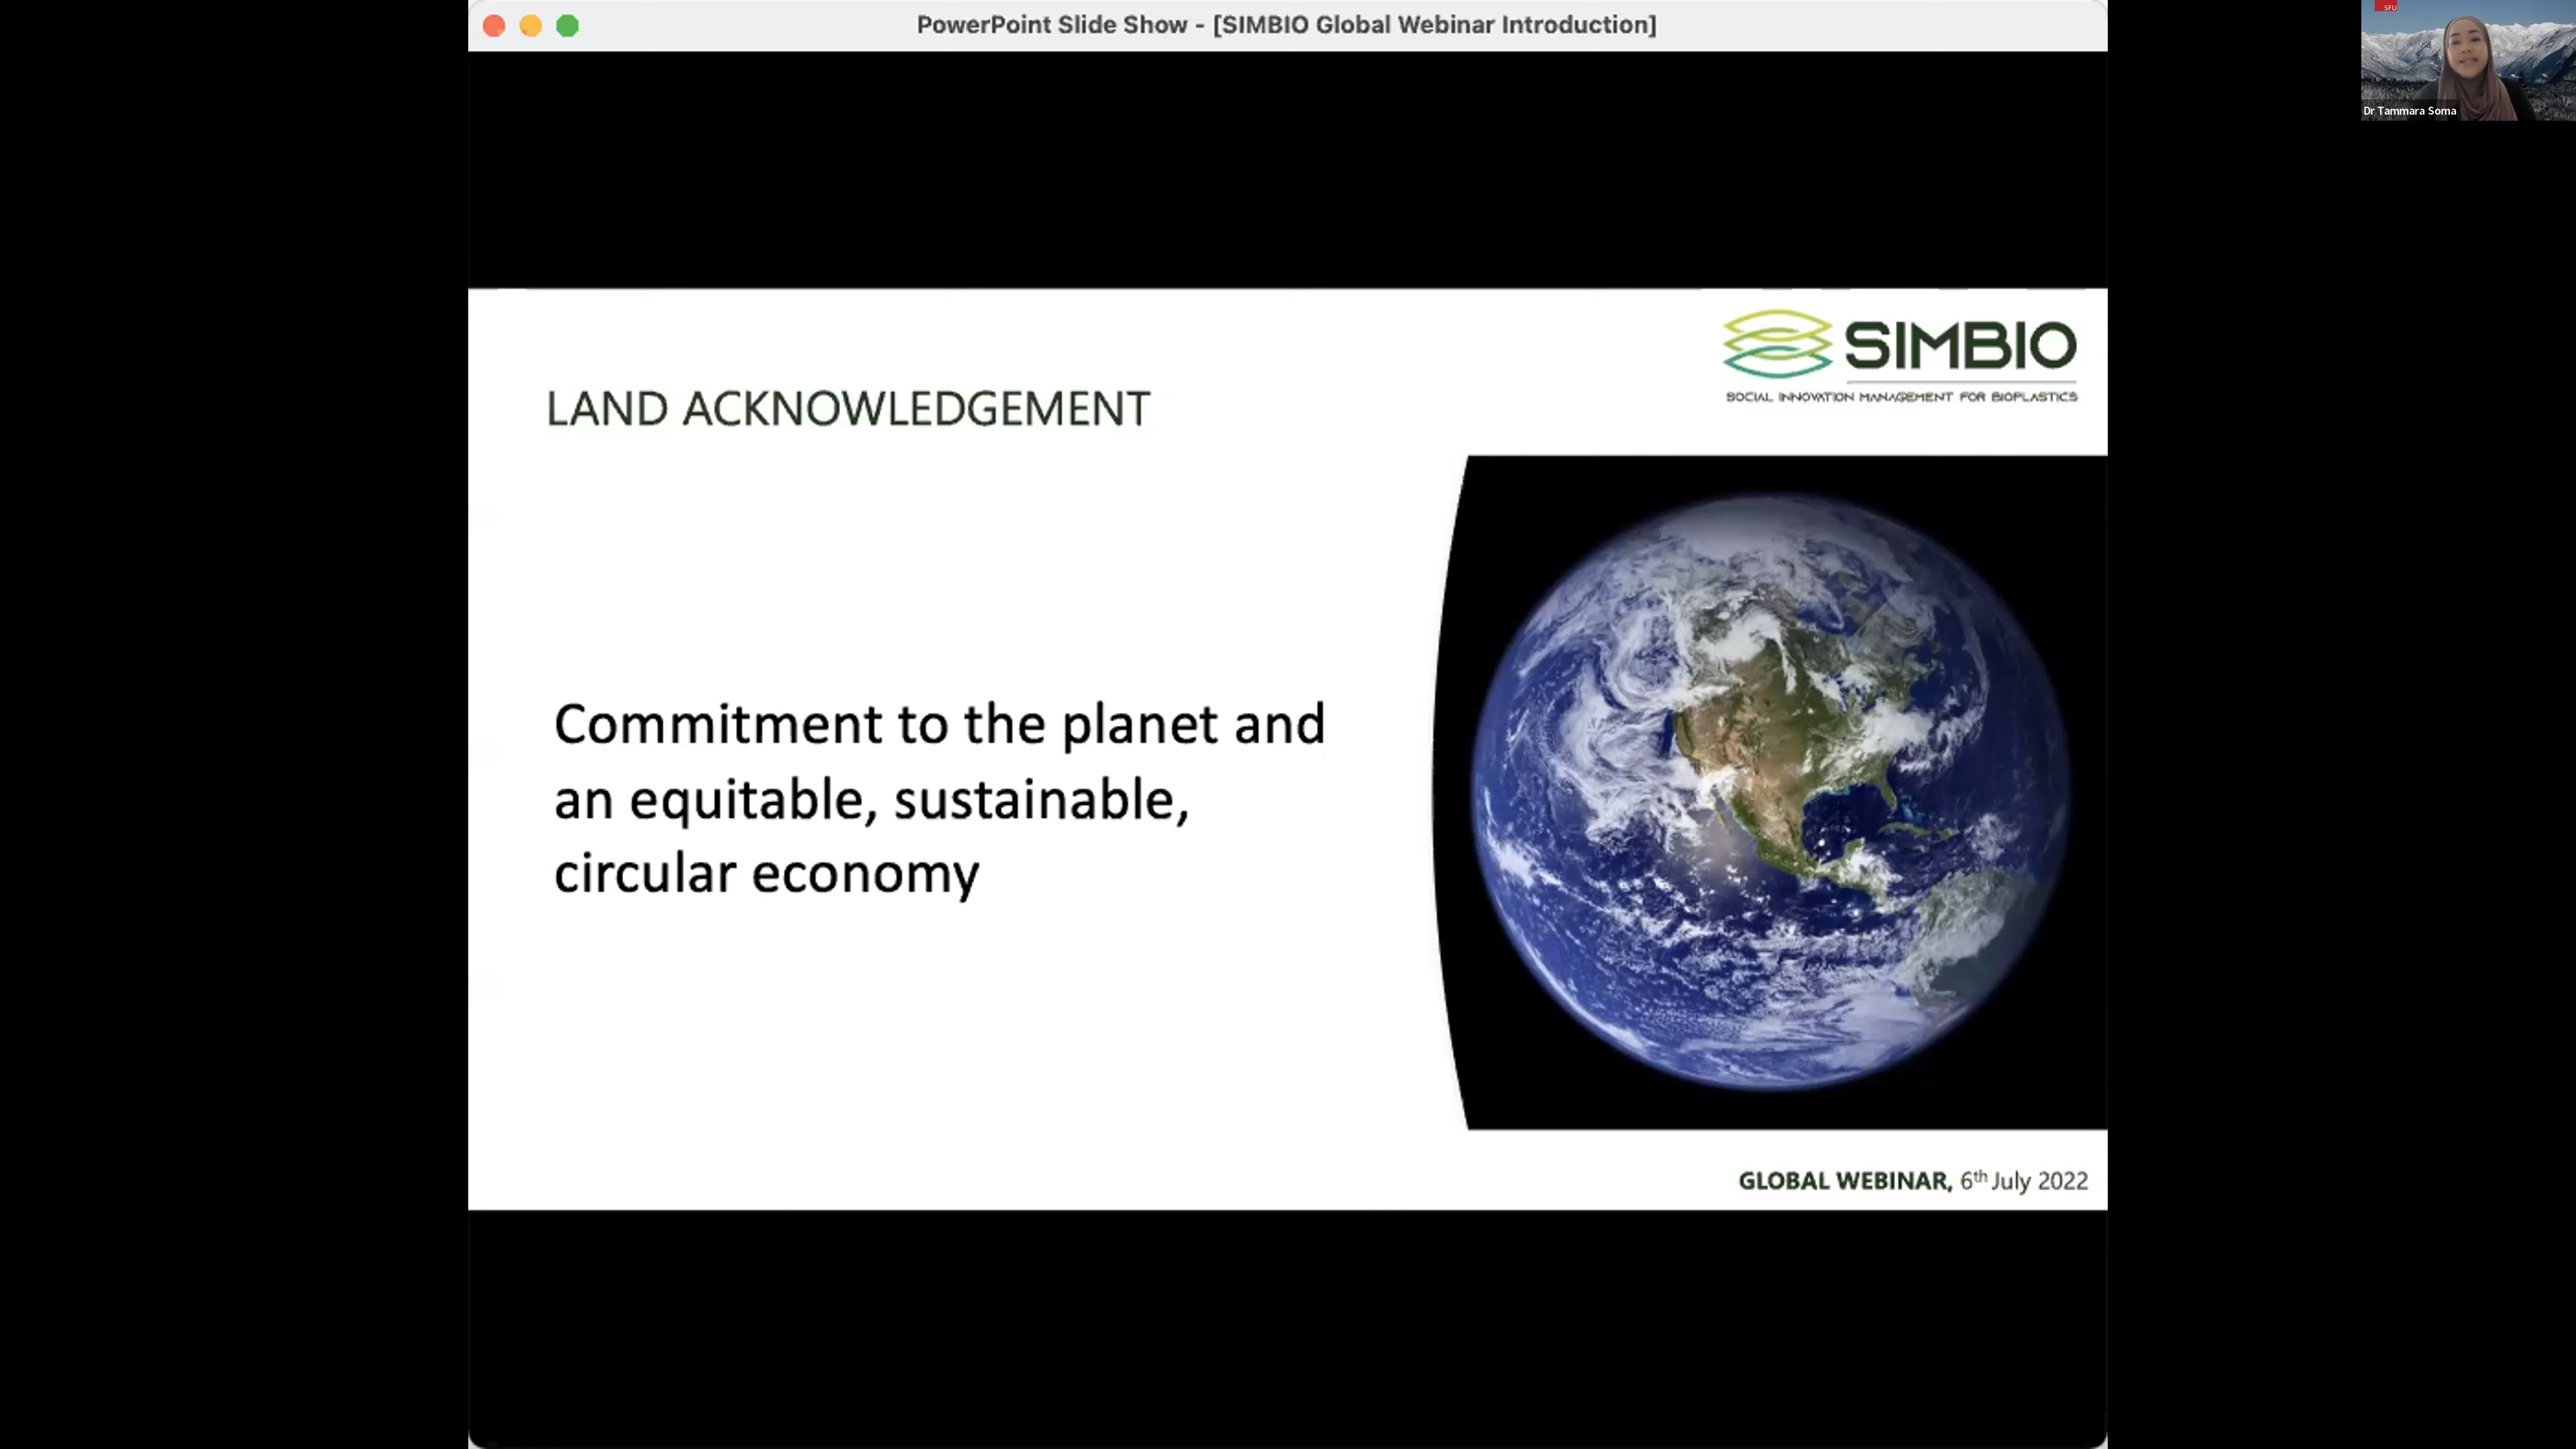 PowerPoint Slide Show - [SIMBIO Global Webinar Introduction]
SFU
Dr Tammara Soma
SIMBIO
SOCIAL INNOVATION MANAGEMENT FOR BIOPLASTICS
LAND ACKNOWLEDGEMENT
Commitment to the planet and
an equitable, sustainable,
circular economy
GLOBAL WEBINAR, 6th July 2022